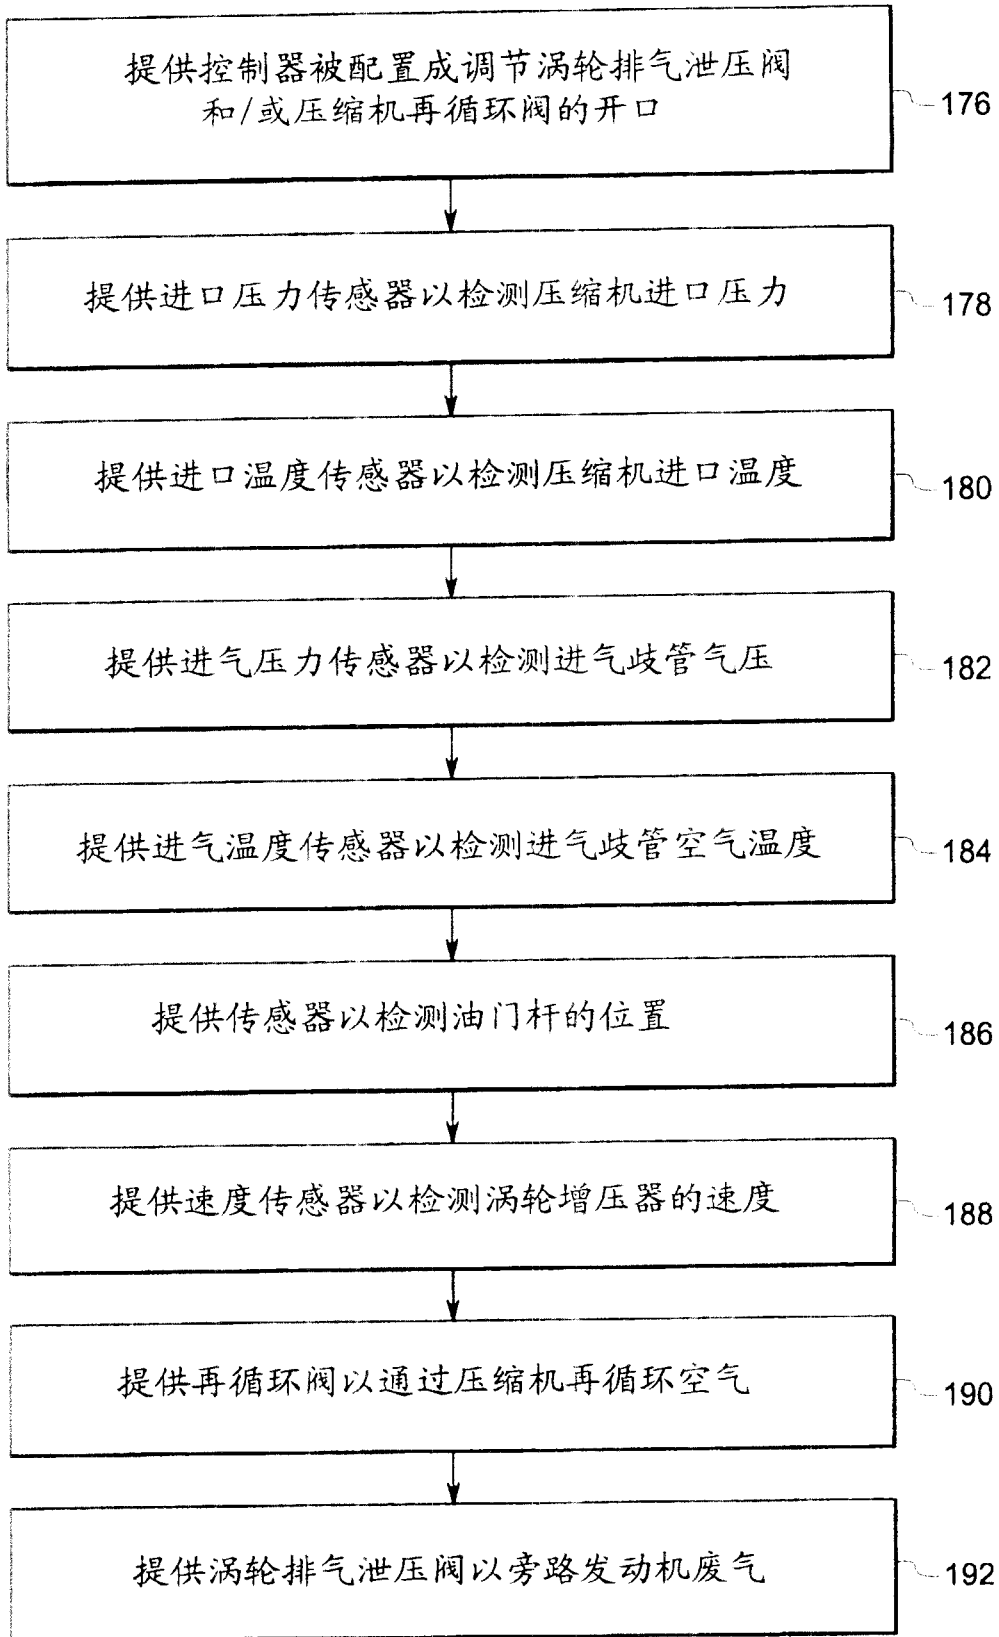 提供控制器被配置成调节涡轮排气泄压阀
和/或压缩机再循环阀的开口
176
提供进口压力传感器以检测压缩机进口压力
178
提供进口温度传感器以检测压缩机进口温度
180
提供进气压力传感器以检测进气歧管气压
182
提供进气温度传感器以检测进气歧管空气温度
184
提供传感器以检测油门杆的位置
186
提供速度传感器以检测涡轮增压器的速度
188
提供再循环阀以通过压缩机再循环空气
190
提供涡轮排气泄压阀以旁路发动机废气
192